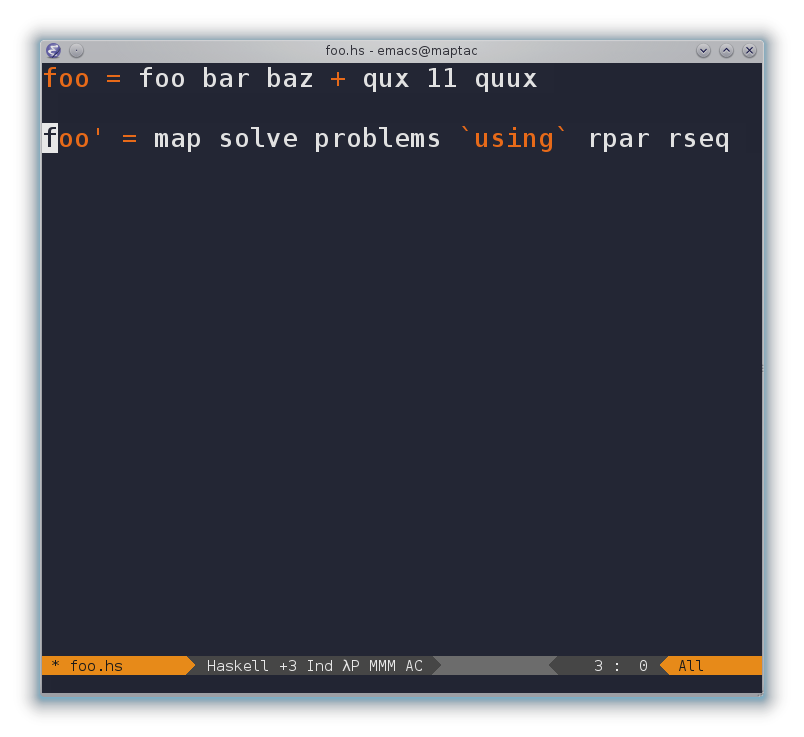 foo.hs - emacs@maptac
foo = foo bar baz + qux 11 quux
foo' = map solve problems `using` rpar rseq
* foo.hs Haskell +3 Ind λP MMM AC 3 : 0 All